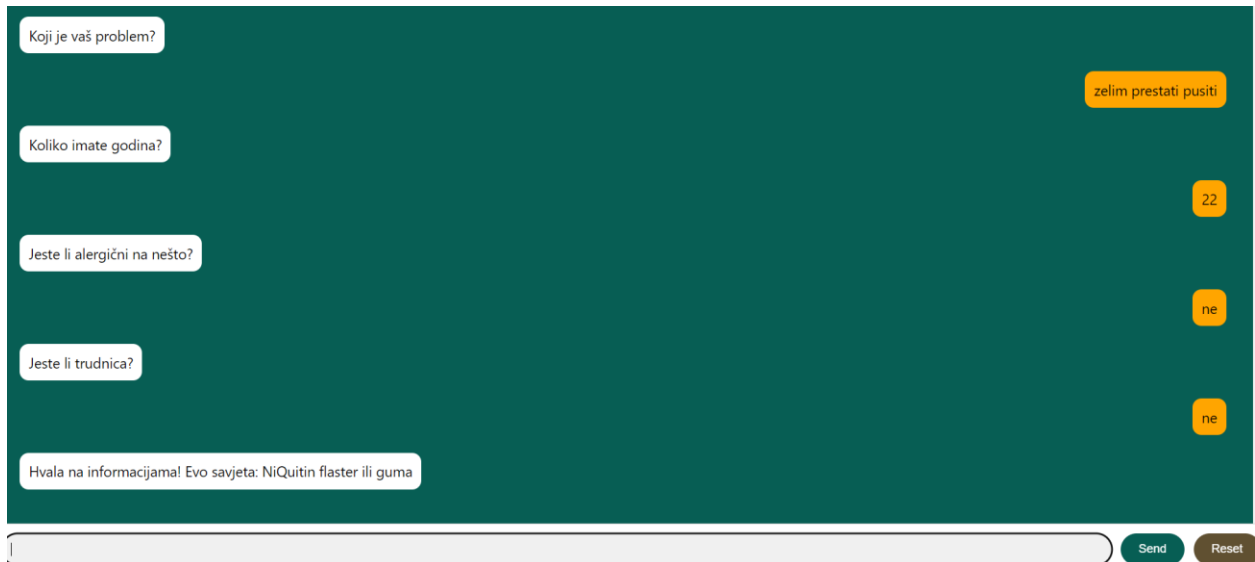 Koji je vaš problem?
zelim prestati pusiti
Koliko imate godina?
22
Jeste li alergični na nešto?
ne
Jeste li trudnica?
ne
Hvala na informacijama! Evo savjeta: NiQuitin flaster ili guma
Send
Reset